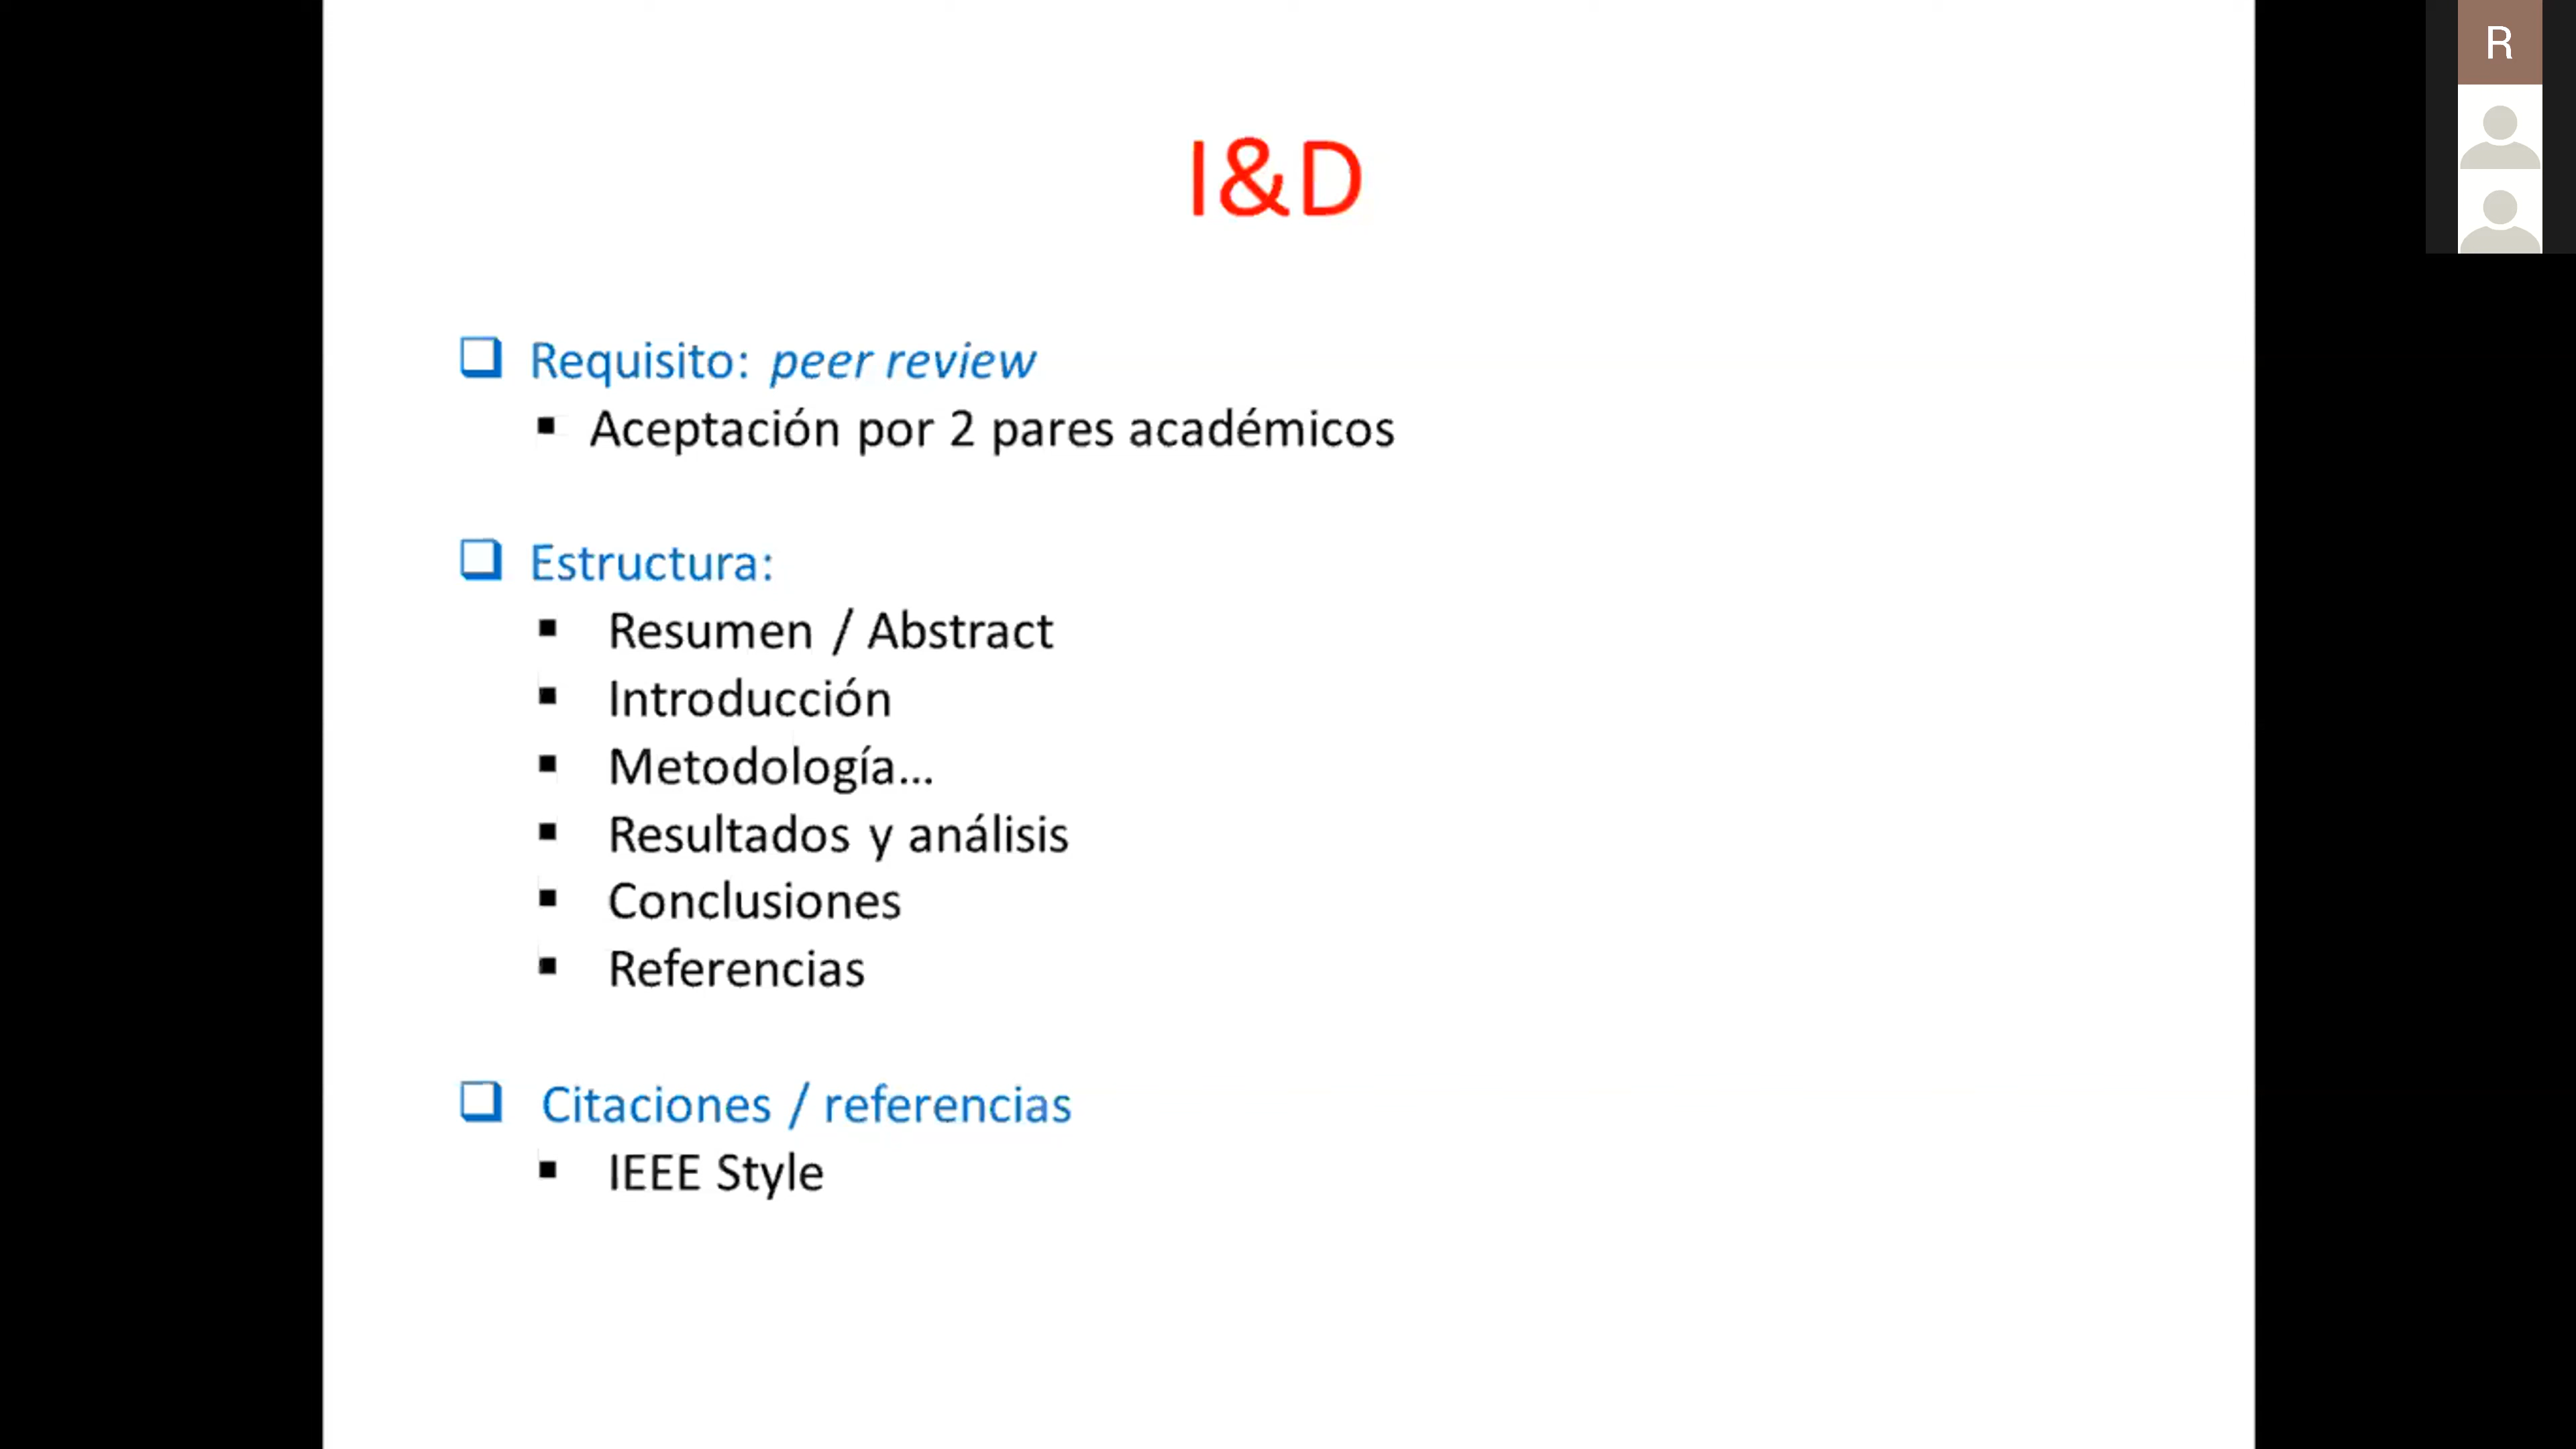 R
I&D
Requisito: peer review
Aceptación por 2 pares académicos
Estructura:
Resumen / Abstract
Introducción
Metodología...
Resultados y análisis
Conclusiones
Referencias
Citaciones / referencias
IEEE Style